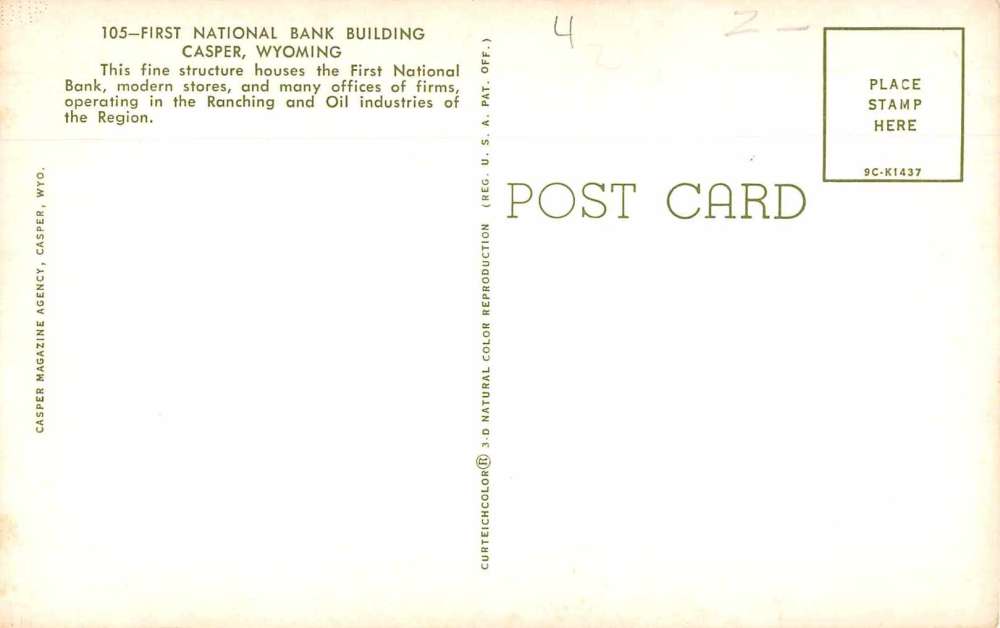 105—FIRST NATIONAL BANK BUILDING
CASPER, WYOMING
This fine structure houses the First National
Bank, modern stores, and many offices of firms,
operating in the Ranching and Oil industries of
the Region.
CASPER MAGAZINE AGENCY, CASPER, WYO.
CURTEICHCOLOR® 3-D NATURAL COLOR REPRODUCTION (REG. U. S. A. PAT. OFF.)
4
2—
2
POST CARD
PLACE
STAMP
HERE
9C-K1437